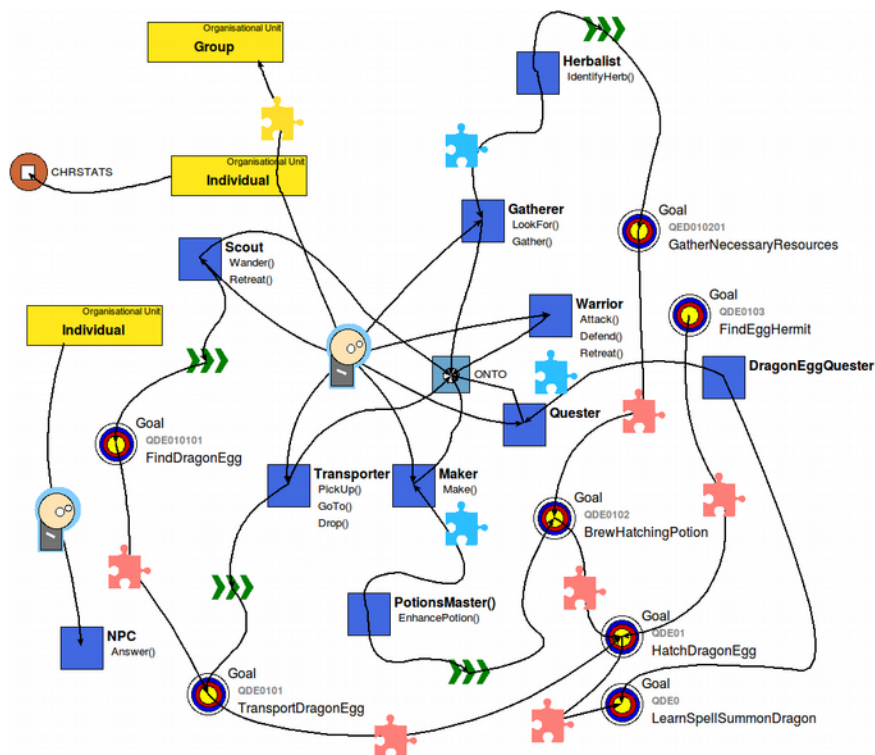 Organisational Unit
Group
Herbalist
IdentifyHerb()
Organisational Unit
Individual
CHRSTATS
Gatherer
LookFor()
Gather()
Goal
QED010201
GatherNecessaryResources
Scout
Wander()
Retreat()
Organisational Unit
Individual
Warrior
Attack()
Defend()
Retreat()
Goal
QDE0103
FindEggHermit
ONTO
DragonEggQuester
Quester
Goal
QDE010101
FindDragonEgg
Transporter
PickUp()
GoTo()
Drop()
Maker
Make()
Goal
QDE0102
BrewHatchingPotion
PotionsMaster()
EnhancePotion()
NPC
Answer()
Goal
QDE01
HatchDragonEgg
Goal
QDE0101
TransportDragonEgg
Goal
QDE0
LearnSpellSummonDragon